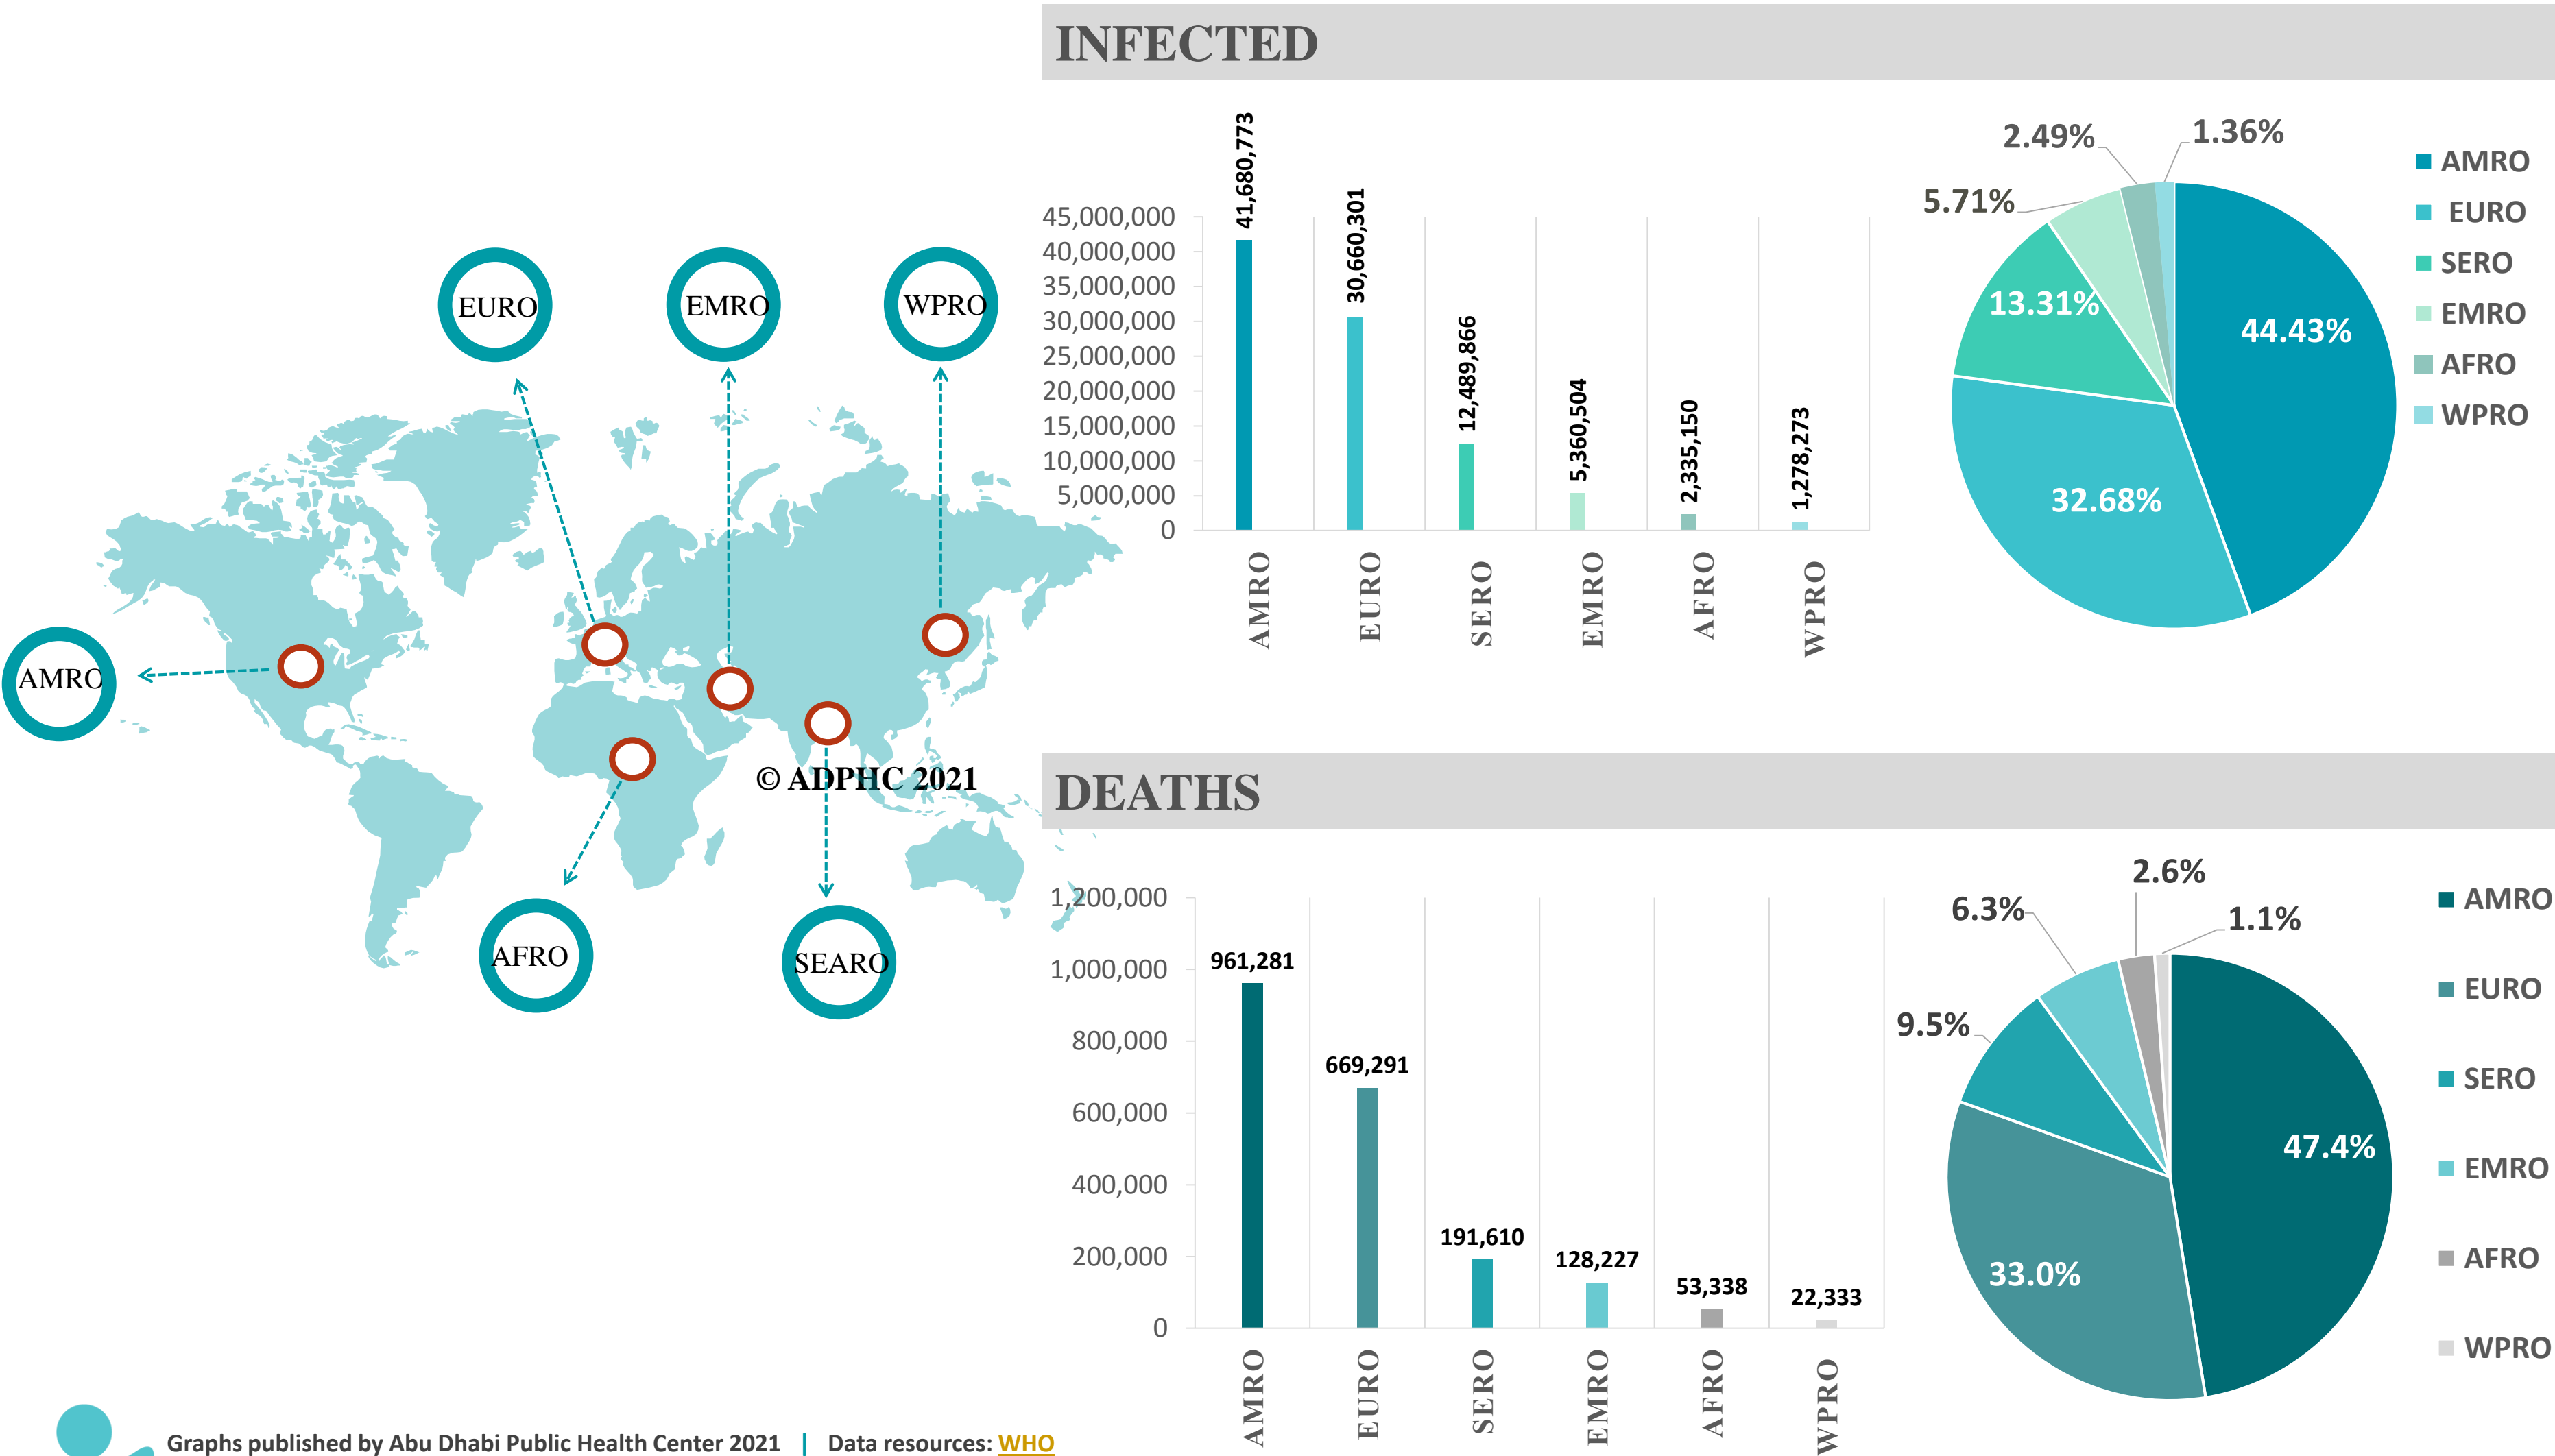 INFECTED
EURO
EMRO
WPRO
AMRO
AFRO
SEARO
© ADPHC 2021
45,000,000
40,000,000
35,000,000
30,000,000
25,000,000
20,000,000
15,000,000
10,000,000
5,000,000
0
41,680,773
30,660,301
12,489,866
5,360,504
2,335,150
1,278,273
AMRO
EURO
SERO
EMRO
AFRO
WPRO
2.49%
1.36%
5.71%
13.31%
44.43%
32.68%
AMRO
EURO
SERO
EMRO
AFRO
WPRO
DEATHS
1,200,000
1,000,000
800,000
600,000
400,000
200,000
0
961,281
669,291
191,610
128,227
53,338
22,333
AMRO
EURO
SERO
EMRO
AFRO
WPRO
2.6%
6.3%
1.1%
9.5%
47.4%
33.0%
AMRO
EURO
SERO
EMRO
AFRO
WPRO
Graphs published by Abu Dhabi Public Health Center 2021 | Data resources: WHO